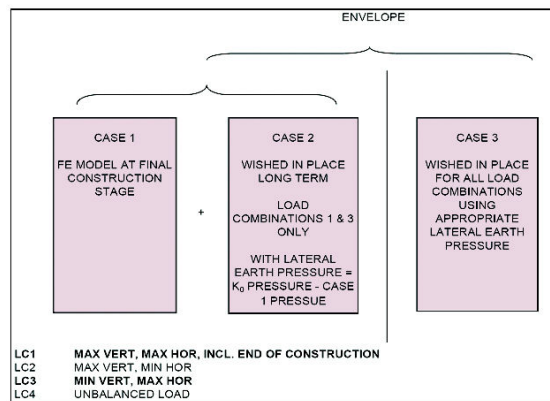 ENVELOPE
CASE 1
FE MODEL AT FINAL
CONSTRUCTION
STAGE
+
CASE 2
WISHED IN PLACE
LONG TERM
LOAD
COMBINATIONS 1 & 3
ONLY
WITH LATERAL
EARTH PRESSURE =
K₀ PRESSURE - CASE
1 PRESSUE
CASE 3
WISHED IN PLACE
FOR ALL LOAD
COMBINATIONS
USING
APPROPRIATE
LATERAL EARTH
PRESSURE
LC1 MAX VERT, MAX HOR, INCL. END OF CONSTRUCTION
LC2 MAX VERT, MIN HOR
LC3 MIN VERT, MAX HOR
LC4 UNBALANCED LOAD